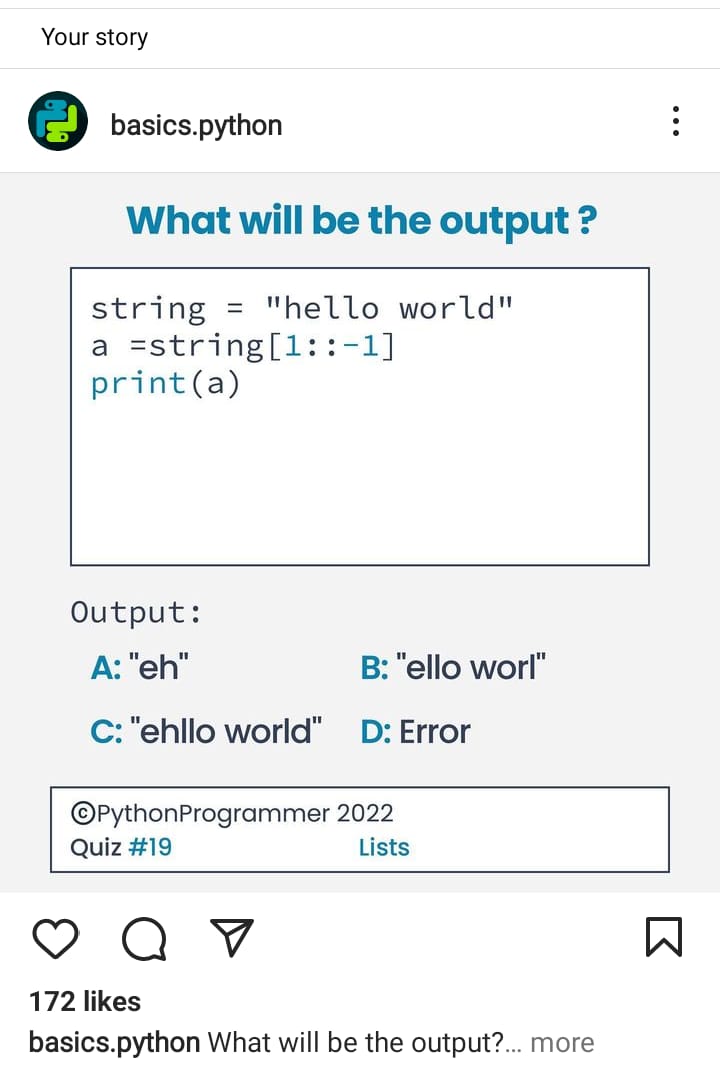 Your story
basics.python
What will be the output ?
string = "hello world"
a =string[1::-1]
print(a)
Output:
A: "eh"
B: "ello worl"
C: "ehllo world"
D: Error
©PythonProgrammer 2022
Quiz #19
Lists
172 likes
basics.python What will be the output?... more